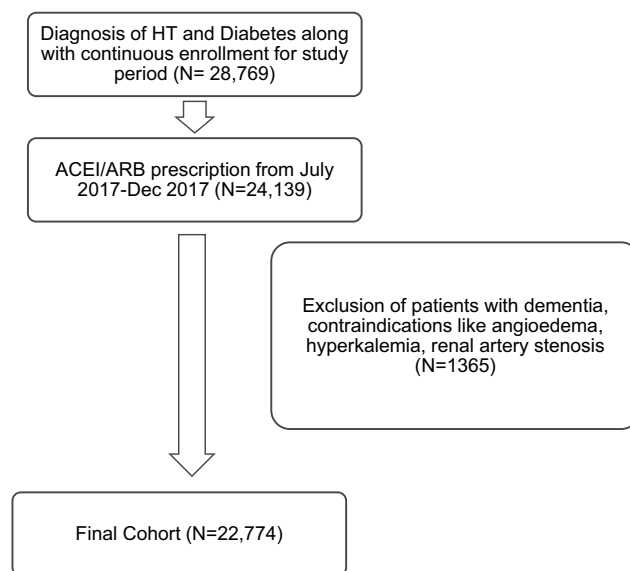 Diagnosis of HT and Diabetes along
with continuous enrollment for study
period (N= 28,769)
ACEI/ARB prescription from July
2017-Dec 2017 (N=24,139)
Exclusion of patients with dementia,
contraindications like angioedema,
hyperkalemia, renal artery stenosis
(N=1365)
Final Cohort (N=22,774)